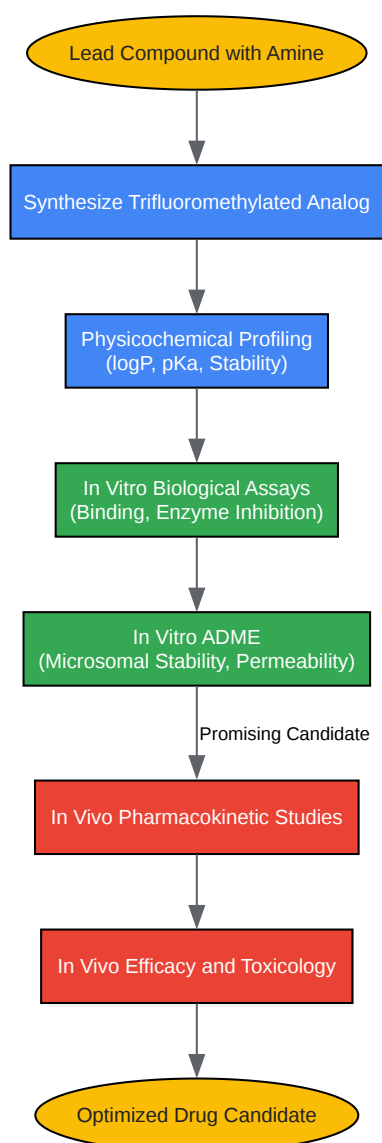 Lead Compound with Amine
Synthesize Trifluoromethylated Analog
Physicochemical Profiling
(logP, pKa, Stability)
In Vitro Biological Assays
(Binding, Enzyme Inhibition)
In Vitro ADME
(Microsomal Stability, Permeability)
Promising Candidate
In Vivo Pharmacokinetic Studies
In Vivo Efficacy and Toxicology
Optimized Drug Candidate